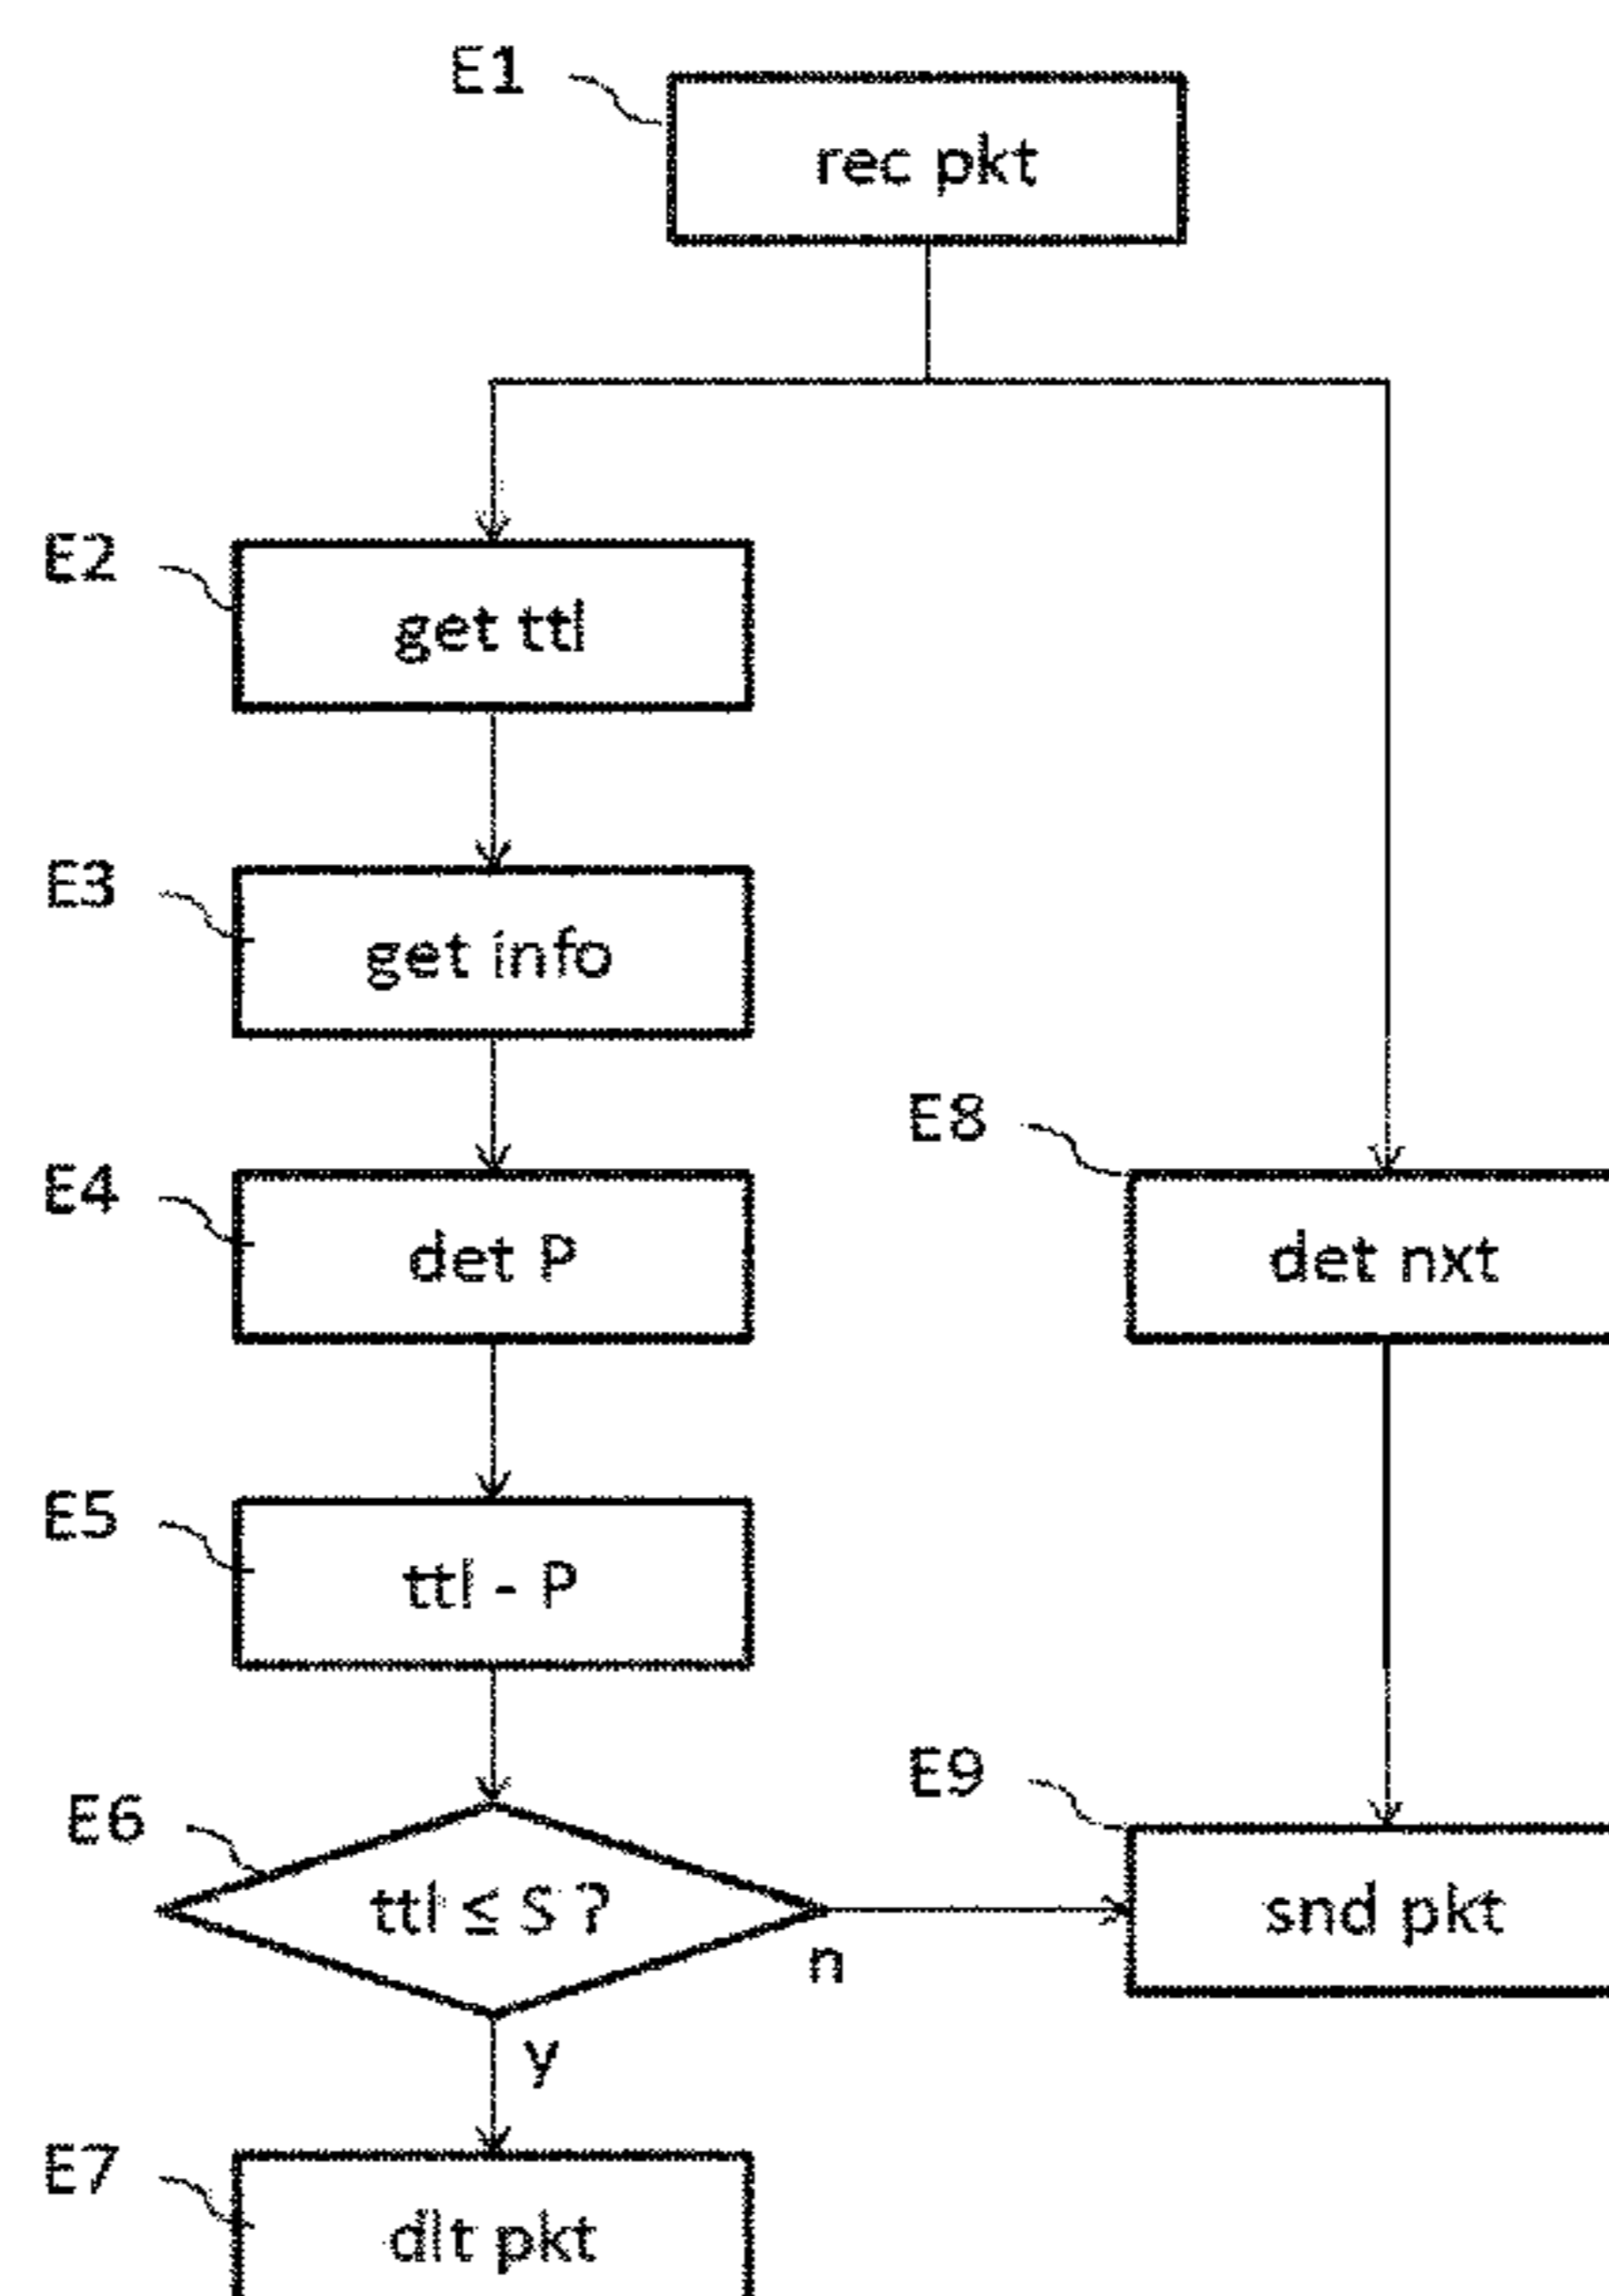 E1
rec pkt
E2
get ttl
E3
get info
E4
det P
E8
det nxt
E5
ttl - P
E6
ttl ≤ S ?
n
y
E9
snd pkt
E7
dlt pkt